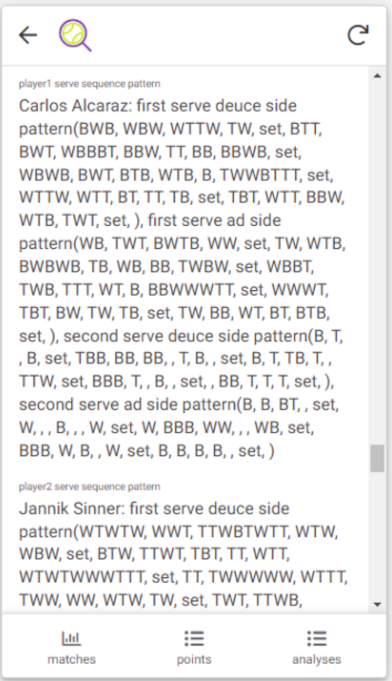 player1 serve sequence pattern
Carlos Alcaraz: first serve deuce side
pattern(BWB, WBW, WTTW, TW, set, BTT,
BWT, WBBBT, BBW, TT, BB, BBWB, set,
WBWB, BWT, BTB, WTB, B, TWWBTTT, set,
WTTW, WTT, BT, TT, TB, set, TBT, WTT, BBW,
WTB, TWT, set, ), first serve ad side
pattern(WB, TWT, BWTB, WW, set, TW, WTB,
BWBWB, TB, WB, BB, TWBW, set, WBBT,
TWB, TTT, WT, B, BBWWWTT, set, WWWT,
TBT, BW, TW, TB, set, TW, BB, WT, BT, BTB,
set, ), second serve deuce side pattern(B, T,
, B, set, TBB, BB, BB, , T, B, , set, B, T, TB, T, ,
TTW, set, BBB, T, , B, , set, , BB, T, T, T, set, ),
second serve ad side pattern(B, B, BT, , set,
W, , , B, , , W, set, W, BBB, WW, , , WB, set,
BBB, W, B, , W, set, B, B, B, B, , set, )
player2 serve sequence pattern
Jannik Sinner: first serve deuce side
pattern(WTWTW, WWT, TTWBTWTT, WTW,
WBW, set, BTW, TTWT, TBT, TT, WTT,
WTWTWWWTTT, set, TT, TWWWWW, WTTT,
TWW, WW, WTW, TW, set, TWT, TTWB,
matches
points
analyses